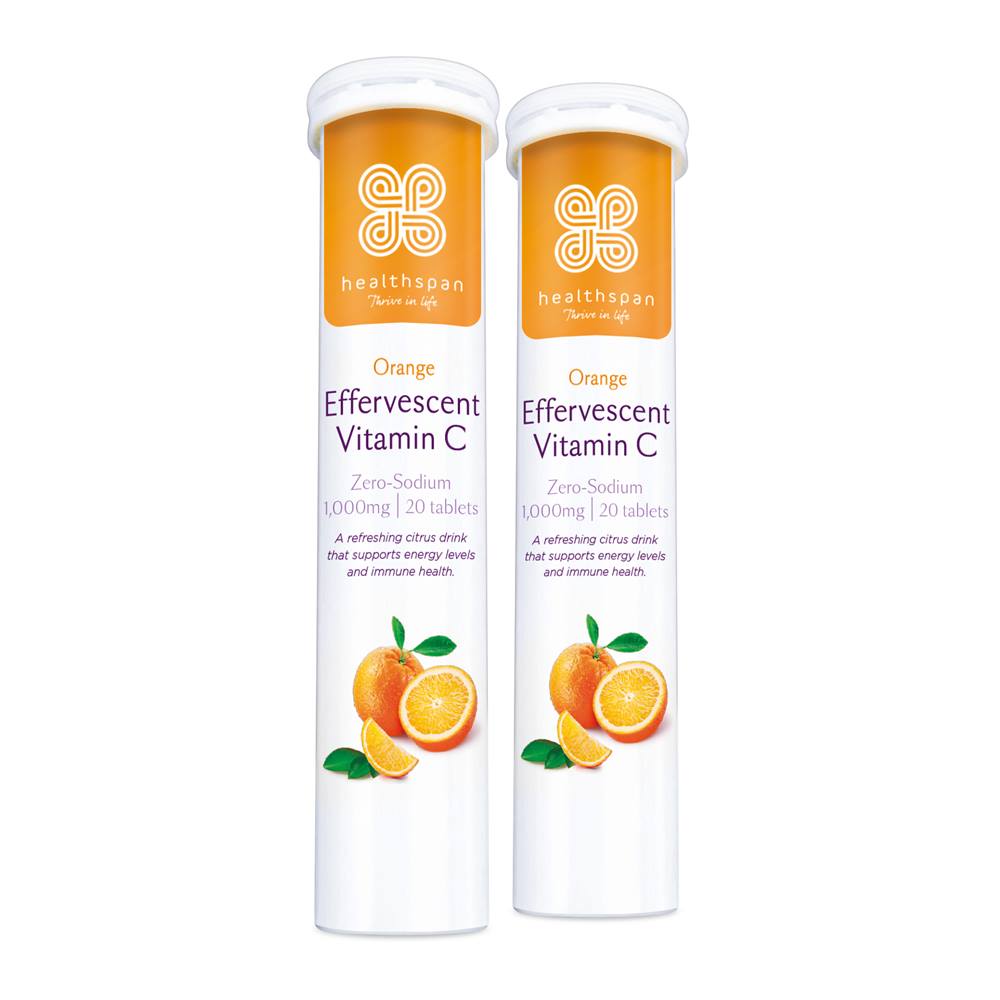 healthspan
Thrive in life
Orange
Effervescent
Vitamin C
Zero-Sodium
1,000mg | 20 tablets
A refreshing citrus drink
that supports energy levels
and immune health.
healthspan
Thrive in life
Orange
Effervescent
Vitamin C
Zero-Sodium
1,000mg | 20 tablets
A refreshing citrus drink
that supports energy levels
and immune health.